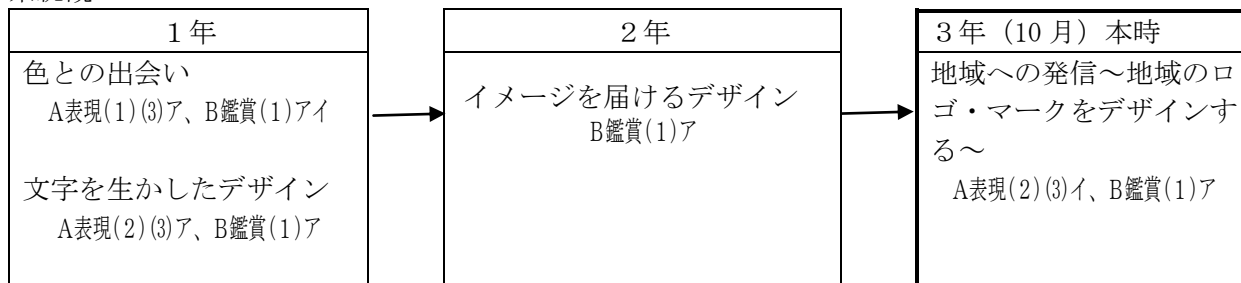 １年
色との出会い
A表現(1)(3)ア、B鑑賞(1)アイ
文字を生かしたデザイン
A表現(2)(3)ア、B鑑賞(1)ア
２年
イメージを届けるデザイン
B鑑賞(1)ア
３年（10月）本時
地域への発信～地域のロ
ゴ・マークをデザインす
る～
A表現(2)(3)イ、B鑑賞(1)ア